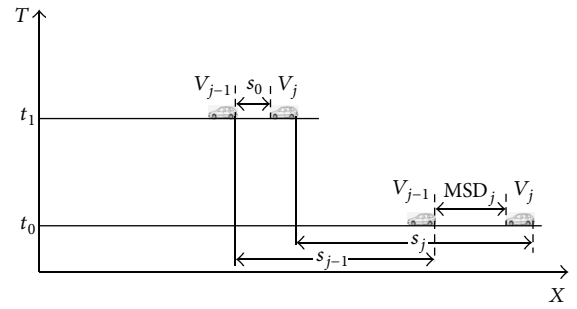 T
V_{j−1} s_0 V_j
t_1
V_{j−1} MSD_j V_j
t_0
s_j
s_{j−1}
X